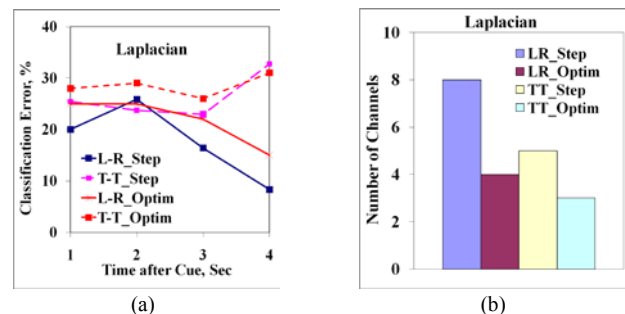 Laplacian
40
30
20
10
0
Classification Error, %
L-R_Step
T-T_Step
L-R_Optim
T-T_Optim
1 2 3 4
Time after Cue, Sec
(a)
Laplacian
10
8
6
4
2
0
Number of Channels
LR_Step
LR_Optim
TT_Step
TT_Optim
(b)